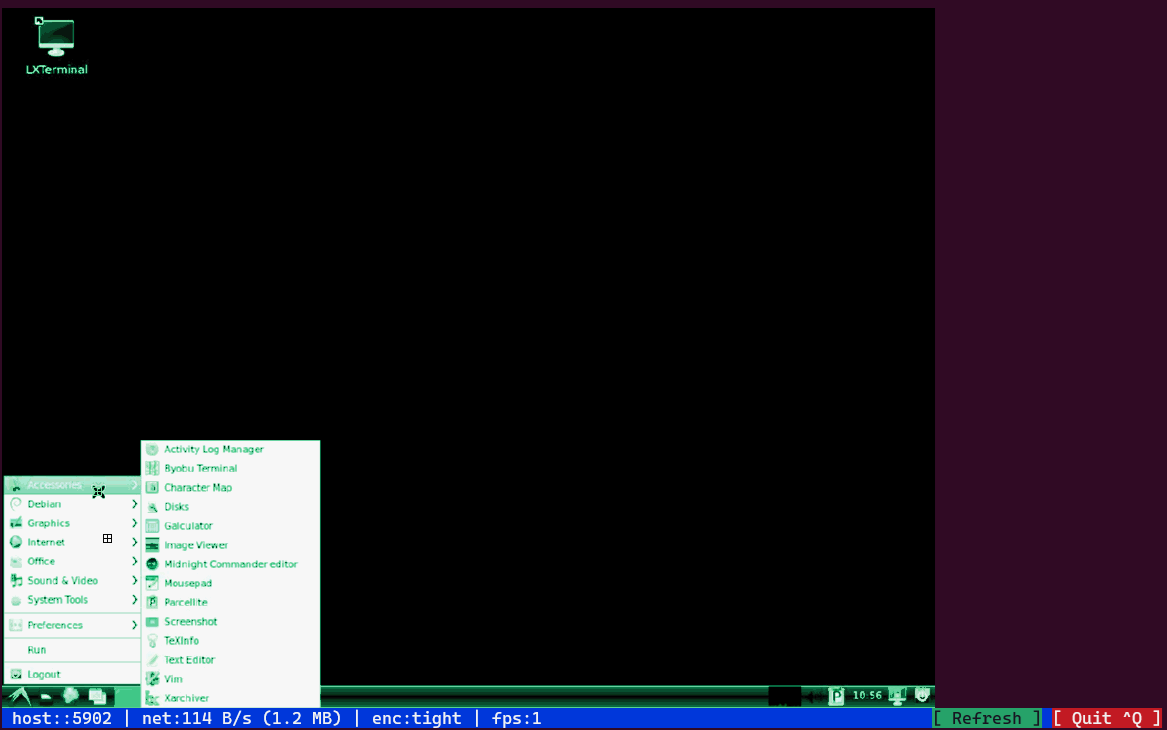 LXTerminal
Activity Log Manager
Byobu Terminal
Character Map
Disks
Galculator
Image Viewer
Midnight Commander editor
Mousepad
Parcellite
Screenshot
TeXInfo
Text Editor
Vim
Xarchiver
Accessories
Debian
Graphics
Internet
Office
Sound & Video
System Tools
Preferences
Run
Logout
P 10:56
host::5902 | net:114 B/s (1.2 MB) | enc:tight | fps:1 [ Refresh ] [ Quit ^Q ]